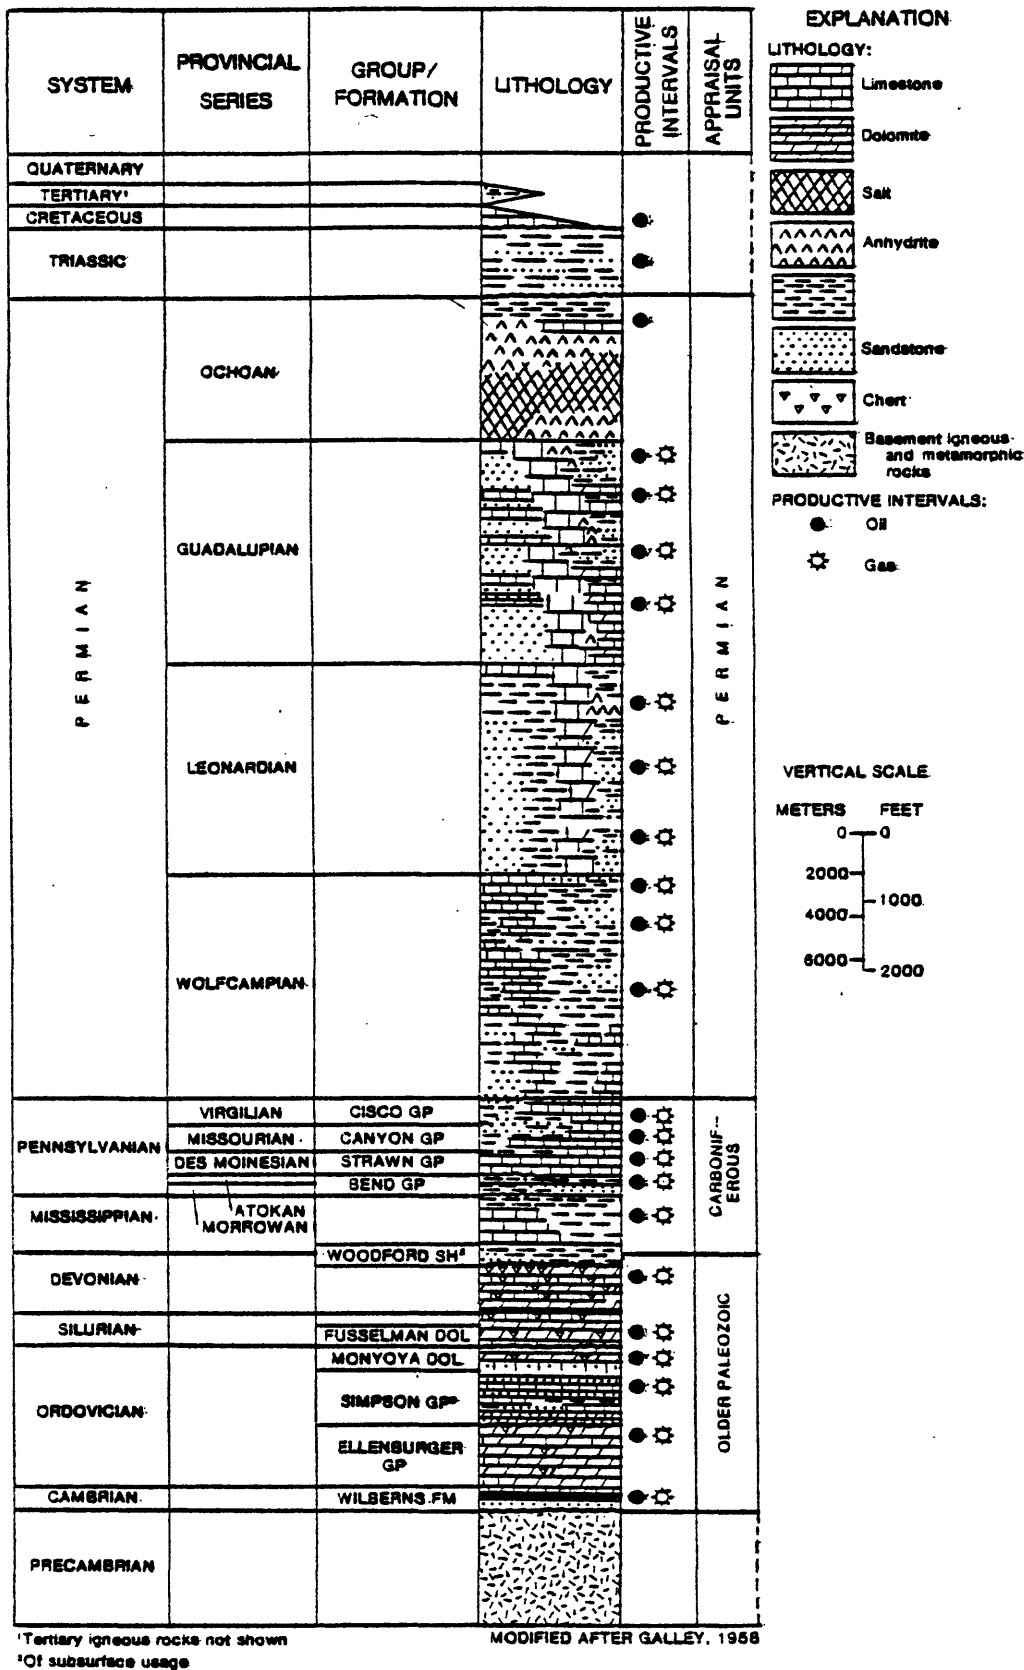 SYSTEM
PROVINCIAL
SERIES
GROUP/
FORMATION
LITHOLOGY
PRODUCTIVE
INTERVALS
APPRAISAL
UNITS
QUATERNARY
TERTIARY¹
CRETACEOUS
TRIASSIC
PERMIAN
OCHOAN
GUADALUPIAN
LEONARDIAN
WOLFCAMPIAN
PERMIAN
PENNSYLVANIAN
VIRGILIAN
CISCO GP
MISSOURIAN
CANYON GP
DES MOINESIAN
STRAWN GP
BEND GP
ATOKAN
MORROWAN
CARBONIF-
EROUS
MISSISSIPPIAN
WOODFORD SH²
DEVONIAN
SILURIAN
FUSSELMAN DOL
MONYOYA DOL
ORDOVICIAN
SIMPSON GP²
ELLENBURGER
GP
CAMBRIAN
WILBERNS FM
OLDER PALEOZOIC
PRECAMBRIAN
¹Tertiary igneous rocks not shown
²Of subsurface usage
MODIFIED AFTER GALLEY, 1958
EXPLANATION
LITHOLOGY:
Limestone
Dolomite
Salt
Anhydrite
Sandstone
Chert
Basement igneous
and metamorphic
rocks
PRODUCTIVE INTERVALS:
Oil
Gas
VERTICAL SCALE
METERS FEET
0 0
2000
1000
4000
6000
2000